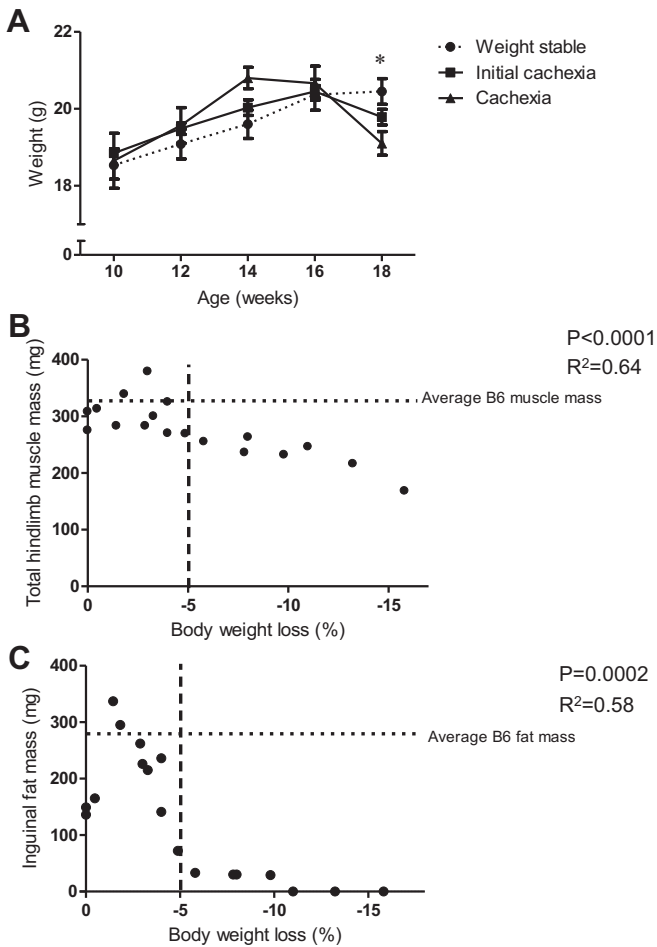 A
22
20
18
0
Weight (g)
10 12 14 16 18
Age (weeks)
*
Weight stable
Initial cachexia
Cachexia
B
P<0.0001
R²=0.64
400
300
200
100
0
Total hindlimb muscle mass (mg)
Average B6 muscle mass
0 -5 -10 -15
Body weight loss (%)
C
P=0.0002
R²=0.58
400
300
200
100
0
Inguinal fat mass (mg)
Average B6 fat mass
0 -5 -10 -15
Body weight loss (%)